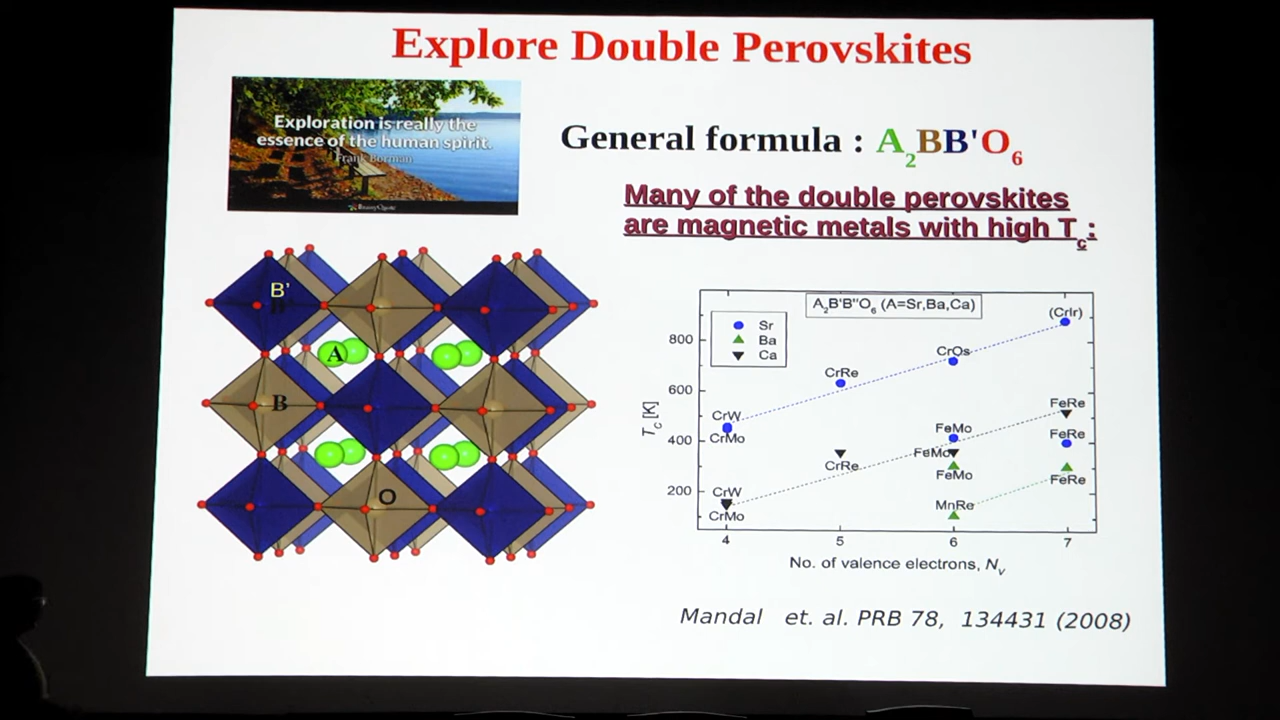 Explore Double Perovskites
Exploration is really the
essence of the human spirit.
Frank Borman
BrainyQuote
General formula : A₂BB'O₆
Many of the double perovskites
are magnetic metals with high T_c:
B'
B
A
B
O
A₂B'B''O₆ (A=Sr,Ba,Ca)
Sr
Ba
Ca
(CrIr)
CrOs
CrRe
CrW
CrMo
FeRe
FeMo
FeRe
FeMo
CrRe
FeMo
FeRe
CrW
MnRe
CrMo
T_c [K]
800
600
400
200
4 5 6 7
No. of valence electrons, N_v
Mandal et. al. PRB 78, 134431 (2008)